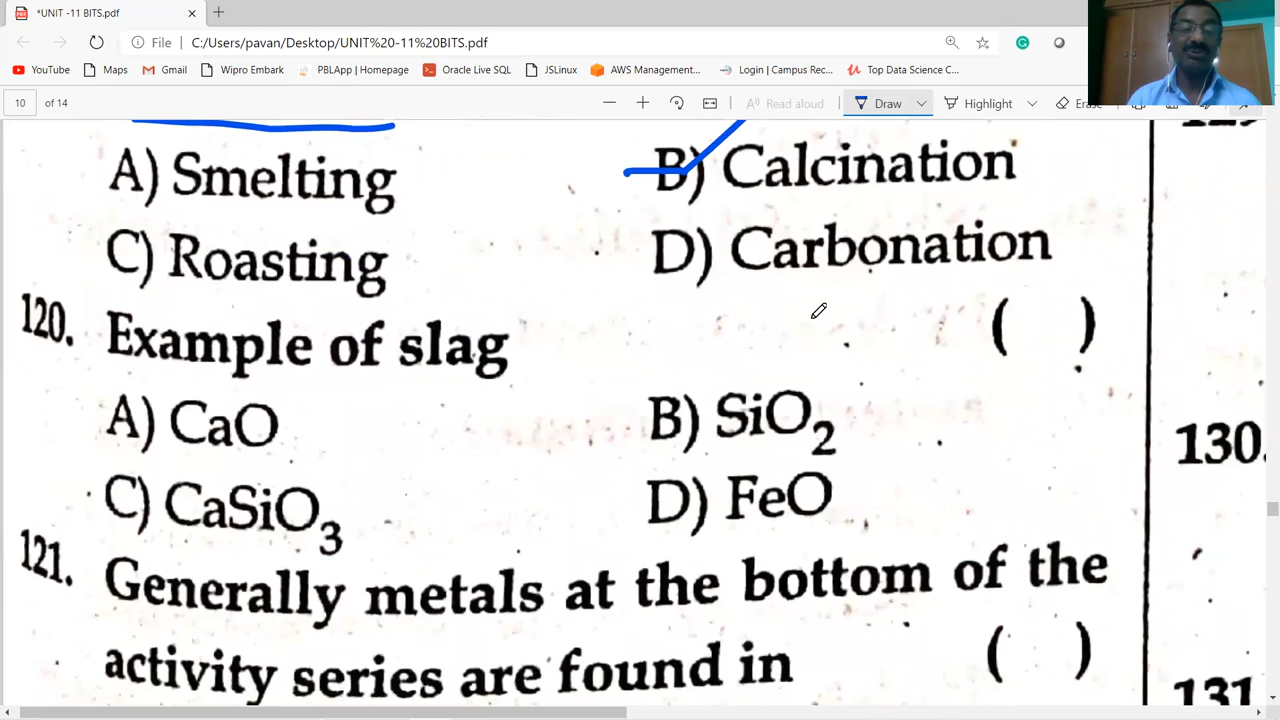 *UNIT -11 BITS.pdf
File C:/Users/pavan/Desktop/UNIT%20-11%20BITS.pdf
YouTube Maps Gmail Wipro Embark PBLApp | Homepage Oracle Live SQL JSLinux AWS Management... Login | Campus Rec... Top Data Science C...
10 of 14 Read aloud Draw Highlight Erase
A) Smelting B) Calcination
C) Roasting D) Carbonation
120. Example of slag ( )
A) CaO B) SiO2
C) CaSiO3 D) FeO
121. Generally metals at the bottom of the
activity series are found in ( )
130.
131